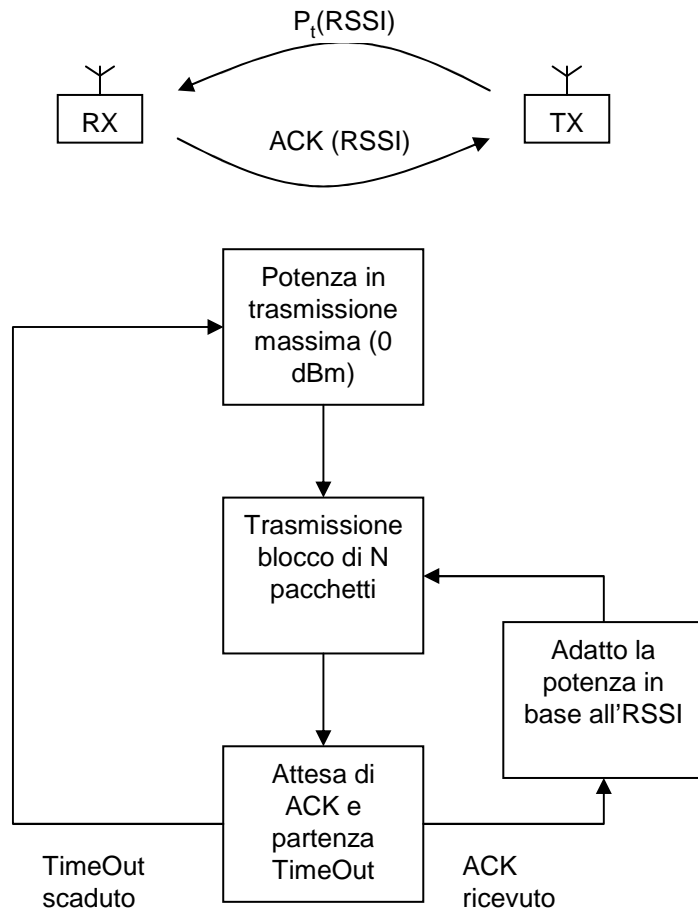 P_t(RSSI)
RX
TX
ACK (RSSI)
Potenza in
trasmissione
massima (0
dBm)
Trasmissione
blocco di N
pacchetti
Adatto la
potenza in
base all'RSSI
Attesa di
ACK e
partenza
TimeOut
TimeOut
scaduto
ACK
ricevuto